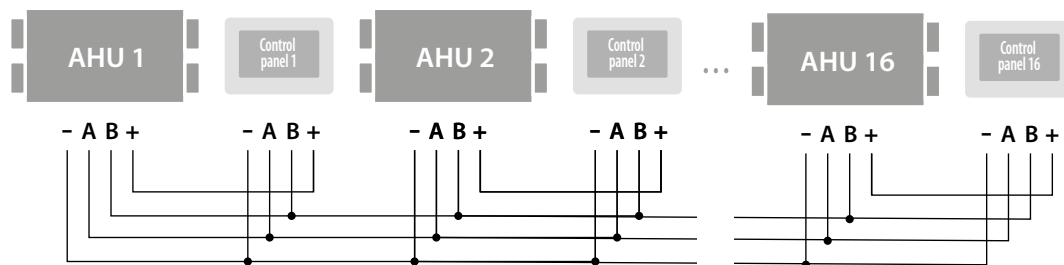 AHU 1
Control
panel 1
AHU 2
Control
panel 2
...
AHU 16
Control
panel 16
- A B +
- A B +
- A B +
- A B +
- A B +
- A B +